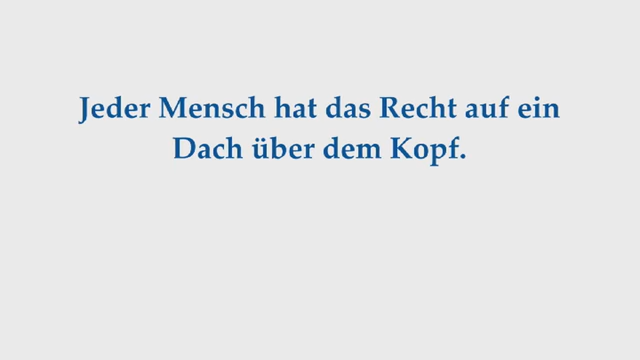 Jeder Mensch hat das Recht auf ein
Dach über dem Kopf.